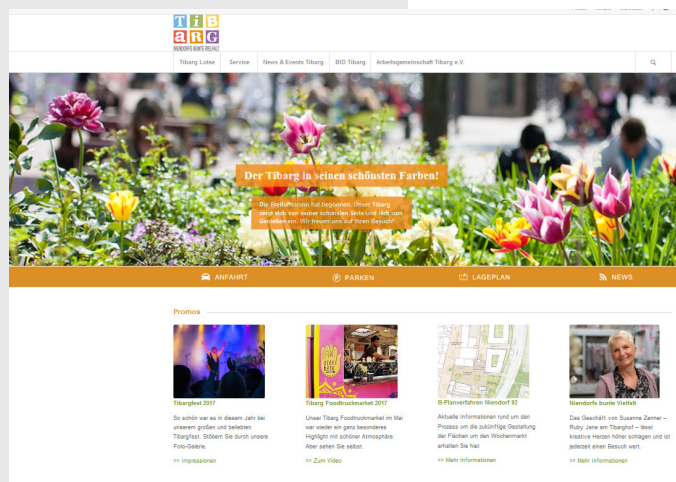 TiB
aRG
NIENDORFS BUNTE VIELFALT
Tibarg Lotse Service News & Events Tibarg BID Tibarg Arbeitsgemeinschaft Tibarg e.V.
Der Tibarg in seinen schönsten Farben!
Die Freiluftsaison hat begonnen. Unser Tibarg
zeigt sich von seiner schönsten Seite und lädt zum
Genießen ein. Wir freuen uns auf Ihren Besuch!
ANFAHRT PARKEN LAGEPLAN NEWS
Promos
Tibargfest 2017
So schön war es in diesem Jahr bei
unserem großen und beliebten
Tibargfest. Stöbern Sie durch unsere
Foto-Galerie.
>> Impressionen
Tibarg Foodtruckmarket 2017
Unser Tibarg Foodtruckmarket im Mai
war wieder ein ganz besonderes
Highlight mit schöner Atmosphäre.
Aber sehen Sie selbst.
>> Zum Video
B-Planverfahren Niendorf 92
Aktuelle Informationen rund um den
Prozess um die zukünftige Gestaltung
der Flächen um den Wochenmarkt
erhalten Sie hier.
>> Mehr Informationen
Niendorfs bunte Vielfalt
Das Geschäft von Susanne Zenner –
Ruby Jane am Tibarghof – lässt
kreative Herzen höher schlagen und ist
jederzeit einen Besuch wert.
>> Mehr Informationen